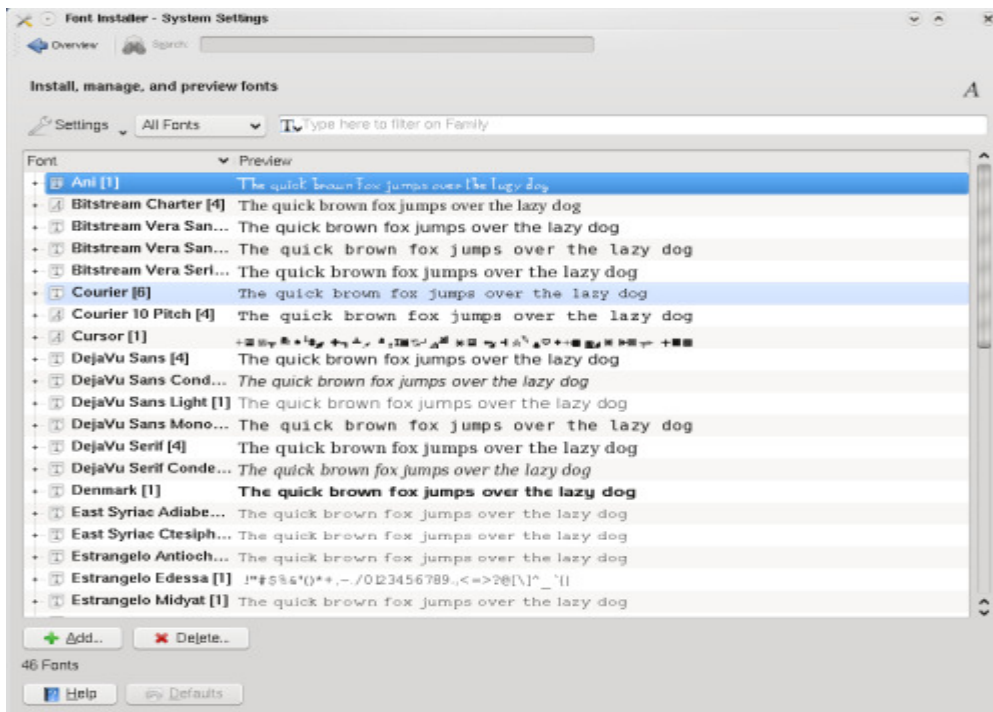 Font Installer - System Settings
Overview Search:
Install, manage, and preview fonts
Settings All Fonts Type here to filter on Family
Font Preview
Ani [1] The quick brown fox jumps over the lazy dog
Bitstream Charter [4] The quick brown fox jumps over the lazy dog
Bitstream Vera San... The quick brown fox jumps over the lazy dog
Bitstream Vera San... The quick brown fox jumps over the lazy dog
Bitstream Vera Seri... The quick brown fox jumps over the lazy dog
Courier [6] The quick brown fox jumps over the lazy dog
Courier 10 Pitch [4] The quick brown fox jumps over the lazy dog
Cursor [1]
DejaVu Sans [4] The quick brown fox jumps over the lazy dog
DejaVu Sans Cond... The quick brown fox jumps over the lazy dog
DejaVu Sans Light [1] The quick brown fox jumps over the lazy dog
DejaVu Sans Mono... The quick brown fox jumps over the lazy dog
DejaVu Serif [4] The quick brown fox jumps over the lazy dog
DejaVu Serif Conde... The quick brown fox jumps over the lazy dog
Denmark [1] The quick brown fox jumps over the lazy dog
East Syriac Adiabe... The quick brown fox jumps over the lazy dog
East Syriac Ctesiph... The quick brown fox jumps over the lazy dog
Estrangelo Antioch... The quick brown fox jumps over the lazy dog
Estrangelo Edessa [1] !"#$%&'()*+,-./0123456789:;<=>?@[\]^_`{|
Estrangelo Midyat [1] The quick brown fox jumps over the lazy dog
Add... Delete...
46 Fonts
Help Defaults